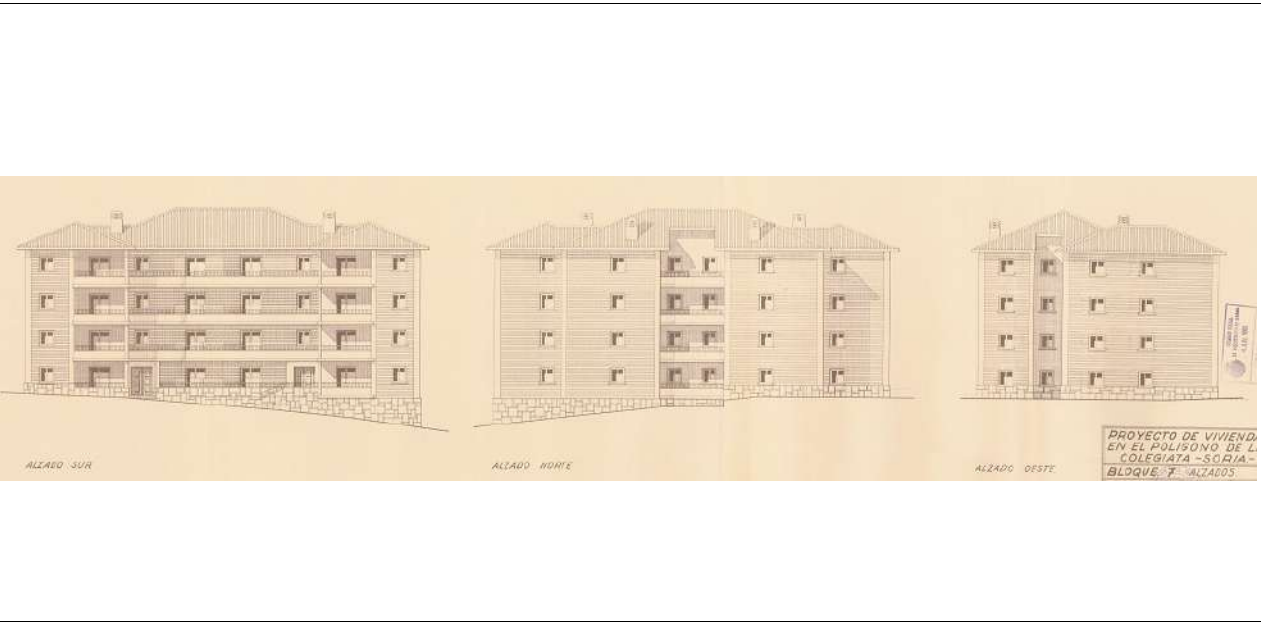 ALZADO SUR
ALZADO NORTE
ALZADO OESTE
PROYECTO DE VIVIENDA
EN EL POLIGONO DE L
COLEGIATA -SORIA-
BLOQUE 7 ALZADOS